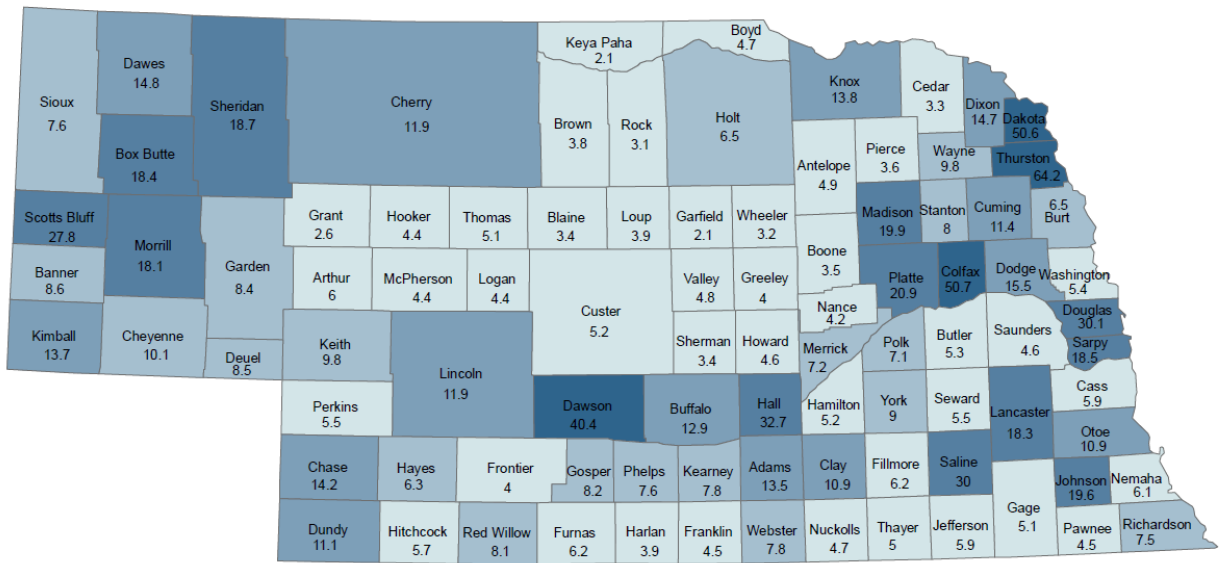 Sioux
7.6
Dawes
14.8
Box Butte
18.4
Sheridan
18.7
Cherry
11.9
Keya Paha
2.1
Boyd
4.7
Brown
3.8
Rock
3.1
Holt
6.5
Knox
13.8
Cedar
3.3
Dixon
14.7
Dakota
50.6
Antelope
4.9
Pierce
3.6
Wayne
9.8
Thurston
64.2
Scotts Bluff
27.8
Morrill
18.1
Garden
8.4
Grant
2.6
Hooker
4.4
Thomas
5.1
Blaine
3.4
Loup
3.9
Garfield
2.1
Wheeler
3.2
Boone
3.5
Madison
19.9
Stanton
8
Cuming
11.4
6.5
Burt
Banner
8.6
Arthur
6
McPherson
4.4
Logan
4.4
Custer
5.2
Valley
4.8
Greeley
4
Nance
4.2
Platte
20.9
Colfax
50.7
Dodge
15.5
Washington
5.4
Kimball
13.7
Cheyenne
10.1
Deuel
8.5
Keith
9.8
Lincoln
11.9
Sherman
3.4
Howard
4.6
Merrick
7.2
Polk
7.1
Butler
5.3
Saunders
4.6
Douglas
30.1
Sarpy
18.5
Perkins
5.5
Dawson
40.4
Buffalo
12.9
Hall
32.7
Hamilton
5.2
York
9
Seward
5.5
Lancaster
18.3
Cass
5.9
Otoe
10.9
Chase
14.2
Hayes
6.3
Frontier
4
Gosper
8.2
Phelps
7.6
Kearney
7.8
Adams
13.5
Clay
10.9
Fillmore
6.2
Saline
30
Gage
5.1
Johnson
19.6
Nemaha
6.1
Dundy
11.1
Hitchcock
5.7
Red Willow
8.1
Furnas
6.2
Harlan
3.9
Franklin
4.5
Webster
7.8
Nuckolls
4.7
Thayer
5
Jefferson
5.9
Pawnee
4.5
Richardson
7.5